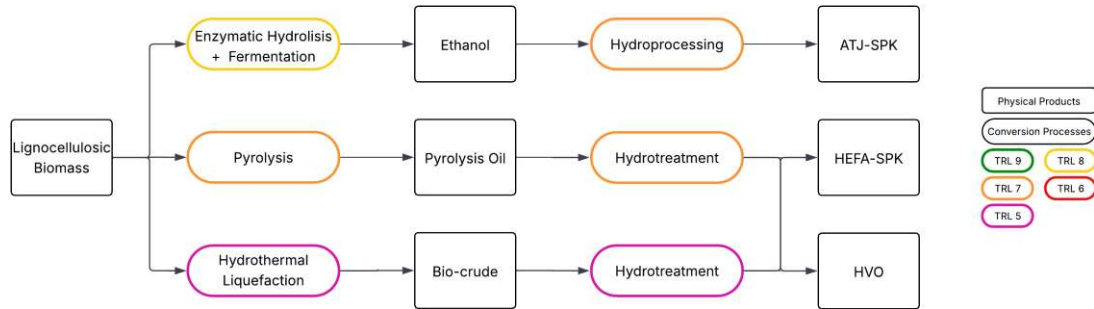 Enzymatic Hydrolisis
+ Fermentation
Ethanol
Hydroprocessing
ATJ-SPK
Lignocellulosic
Biomass
Pyrolysis
Pyrolysis Oil
Hydrotreatment
HEFA-SPK
Hydrothermal
Liquefaction
Bio-crude
Hydrotreatment
HVO
Physical Products
Conversion Processes
TRL 9
TRL 8
TRL 7
TRL 6
TRL 5